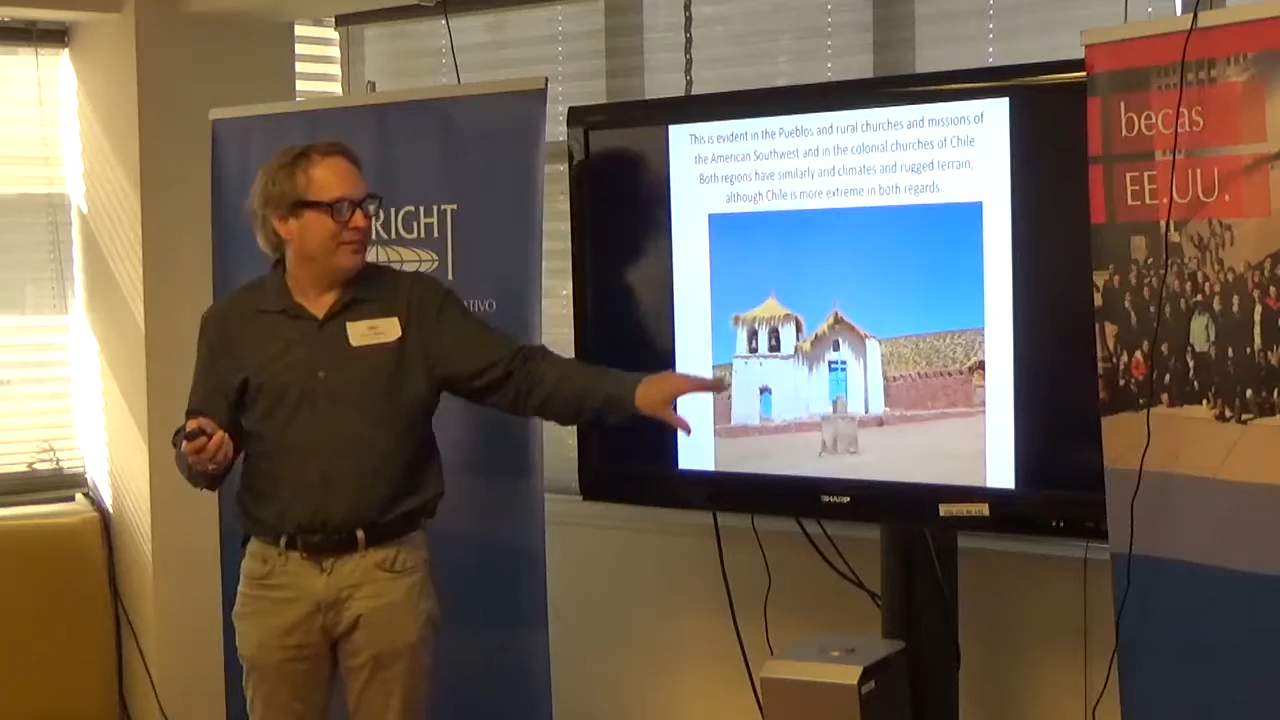 This is evident in the Pueblos and rural churches and missions of
the American Southwest and in the colonial churches of Chile
Both regions have similarly and climates and rugged terrain,
although Chile is more extreme in both regards
RIGHT
ATIVO
becas
EE.UU.
SHARP